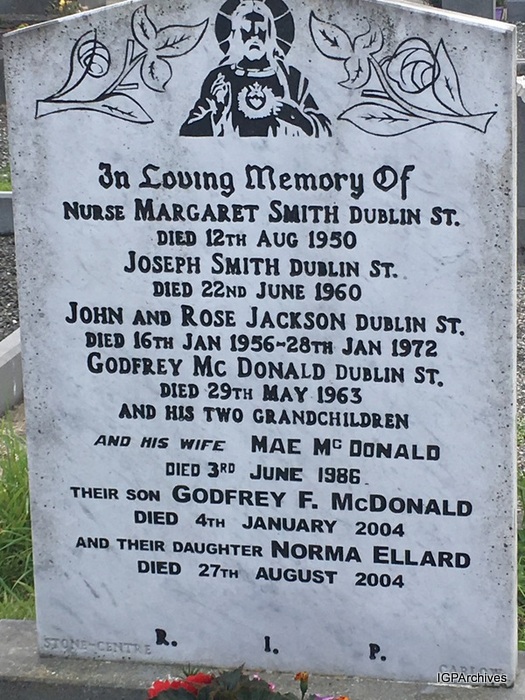 In Loving Memory Of
NURSE MARGARET SMITH DUBLIN ST.
DIED 12TH AUG 1950
JOSEPH SMITH DUBLIN ST.
DIED 22ND JUNE 1960
JOHN AND ROSE JACKSON DUBLIN ST.
DIED 16TH JAN 1956-28TH JAN 1972
GODFREY MC DONALD DUBLIN ST.
DIED 29TH MAY 1963
AND HIS TWO GRANDCHILDREN
AND HIS WIFE MAE McDONALD
DIED 3RD JUNE 1986.
THEIR SON GODFREY F. McDONALD
DIED 4TH JANUARY 2004
AND THEIR DAUGHTER NORMA ELLARD
DIED 27TH AUGUST 2004
R. I. P.
STONE-CENTRE CARLOW
IGPArchives